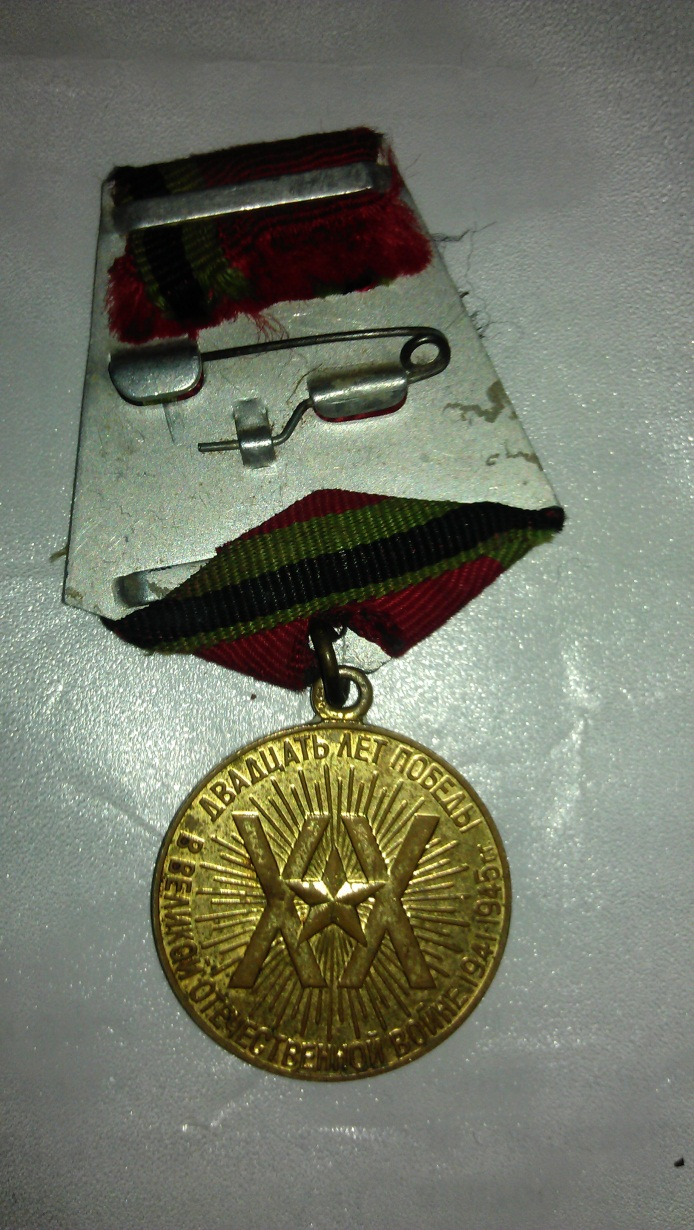 ДВАДЦАТЬ ЛЕТ ПОБЕДЫ
В ВЕЛИКОЙ ОТЕЧЕСТВЕННОЙ ВОЙНЕ 1941-1945 гг.
XX